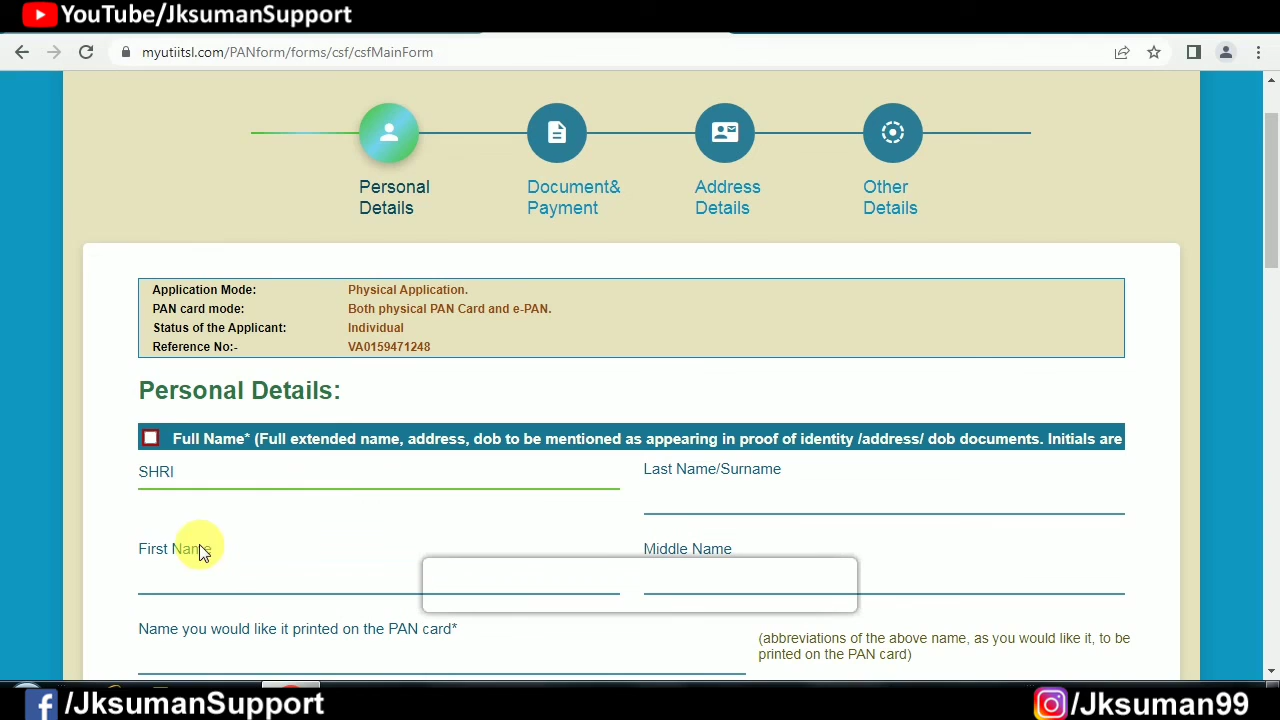 YouTube/JksumanSupport
myutiitsl.com/PANform/forms/csf/csfMainForm
Personal Details
Document& Payment
Address Details
Other Details
Application Mode: Physical Application.
PAN card mode: Both physical PAN Card and e-PAN.
Status of the Applicant: Individual
Reference No:- VA0159471248
Personal Details:
Full Name* (Full extended name, address, dob to be mentioned as appearing in proof of identity /address/ dob documents. Initials are
SHRI
Last Name/Surname
First Name
Middle Name
Name you would like it printed on the PAN card*
(abbreviations of the above name, as you would like it, to be
printed on the PAN card)
/JksumanSupport
/Jksuman99